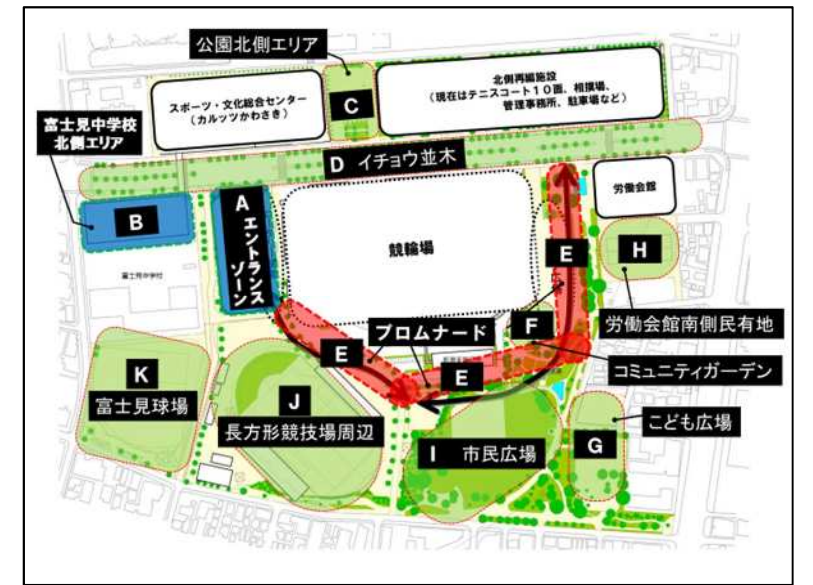 公園北側エリア
スポーツ・文化総合センター
(カルッツかわさき)
C
北側再編施設
(現在はテニスコート10面、相撲場、
管理事務所、駐車場など)
富士見中学校
北側エリア
D イチョウ並木
労働会館
B
A エントランスゾーン
競輪場
E
H
富士見中学校
労働会館南側民有地
プロムナード
F
コミュニティガーデン
E
E
K
富士見球場
J
長方形競技場周辺
I 市民広場
G
こども広場